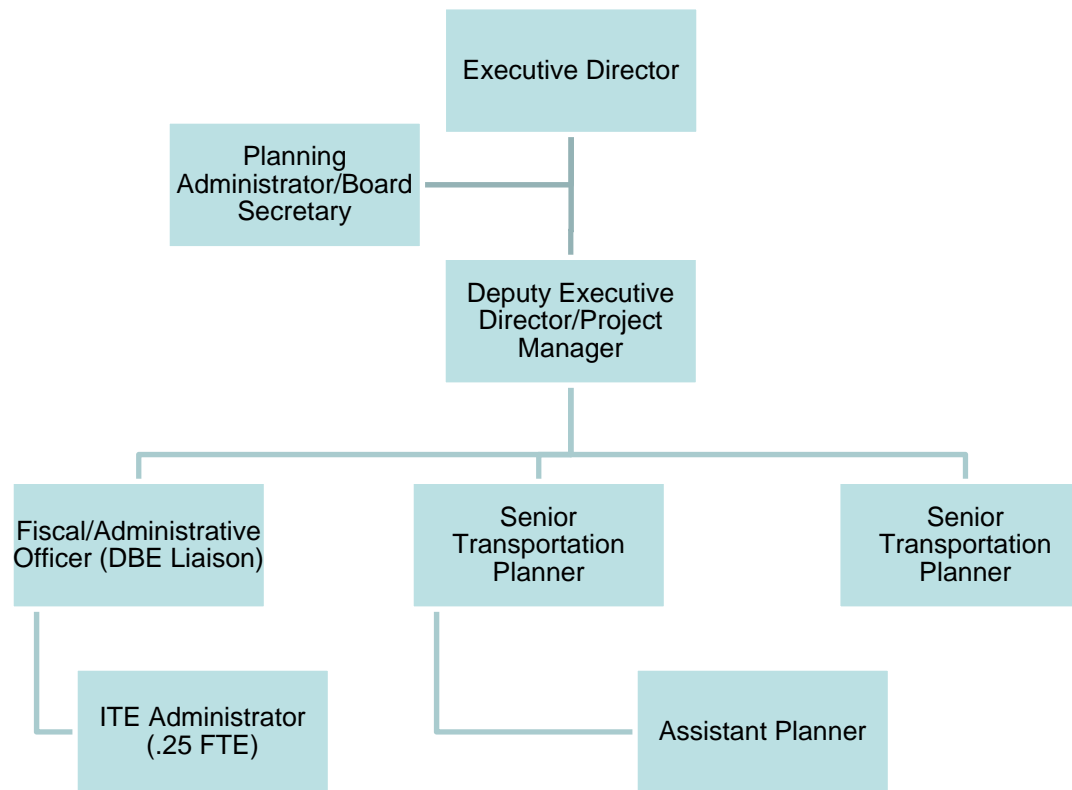 Executive Director
Planning
Administrator/Board
Secretary
Deputy Executive
Director/Project
Manager
Fiscal/Administrative
Officer (DBE Liaison)
Senior
Transportation
Planner
Senior
Transportation
Planner
ITE Administrator
(.25 FTE)
Assistant Planner